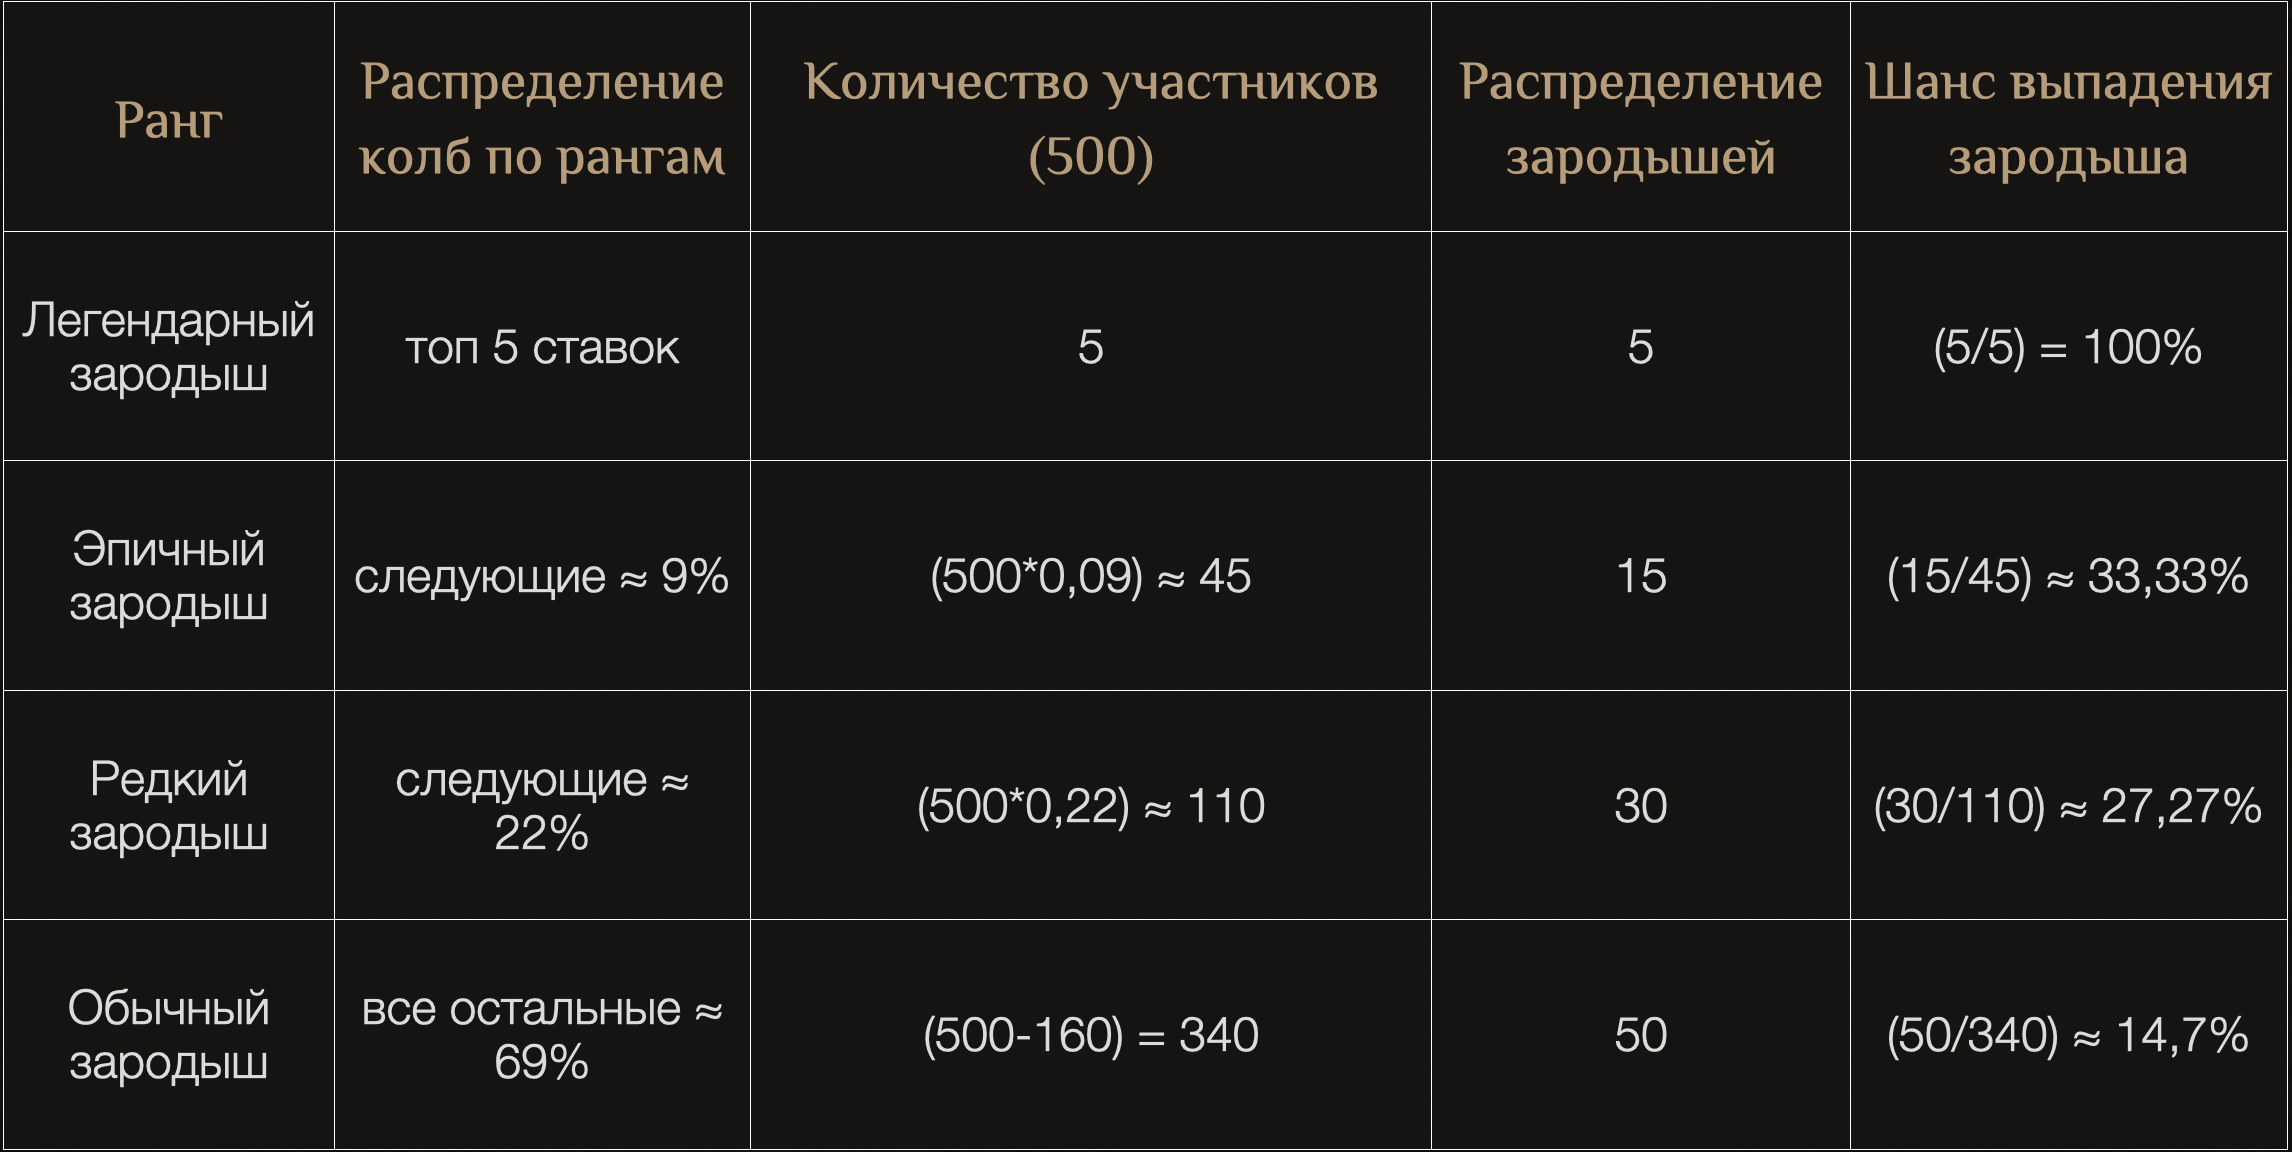 Ранг
Распределение
колб по рангам
Количество участников
(500)
Распределение
зародышей
Шанс выпадения
зародыша
Легендарный
зародыш
топ 5 ставок
5
5
(5/5) = 100%
Эпичный
зародыш
следующие ≈ 9%
(500*0,09) ≈ 45
15
(15/45) ≈ 33,33%
Редкий
зародыш
следующие ≈
22%
(500*0,22) ≈ 110
30
(30/110) ≈ 27,27%
Обычный
зародыш
все остальные ≈
69%
(500-160) = 340
50
(50/340) ≈ 14,7%